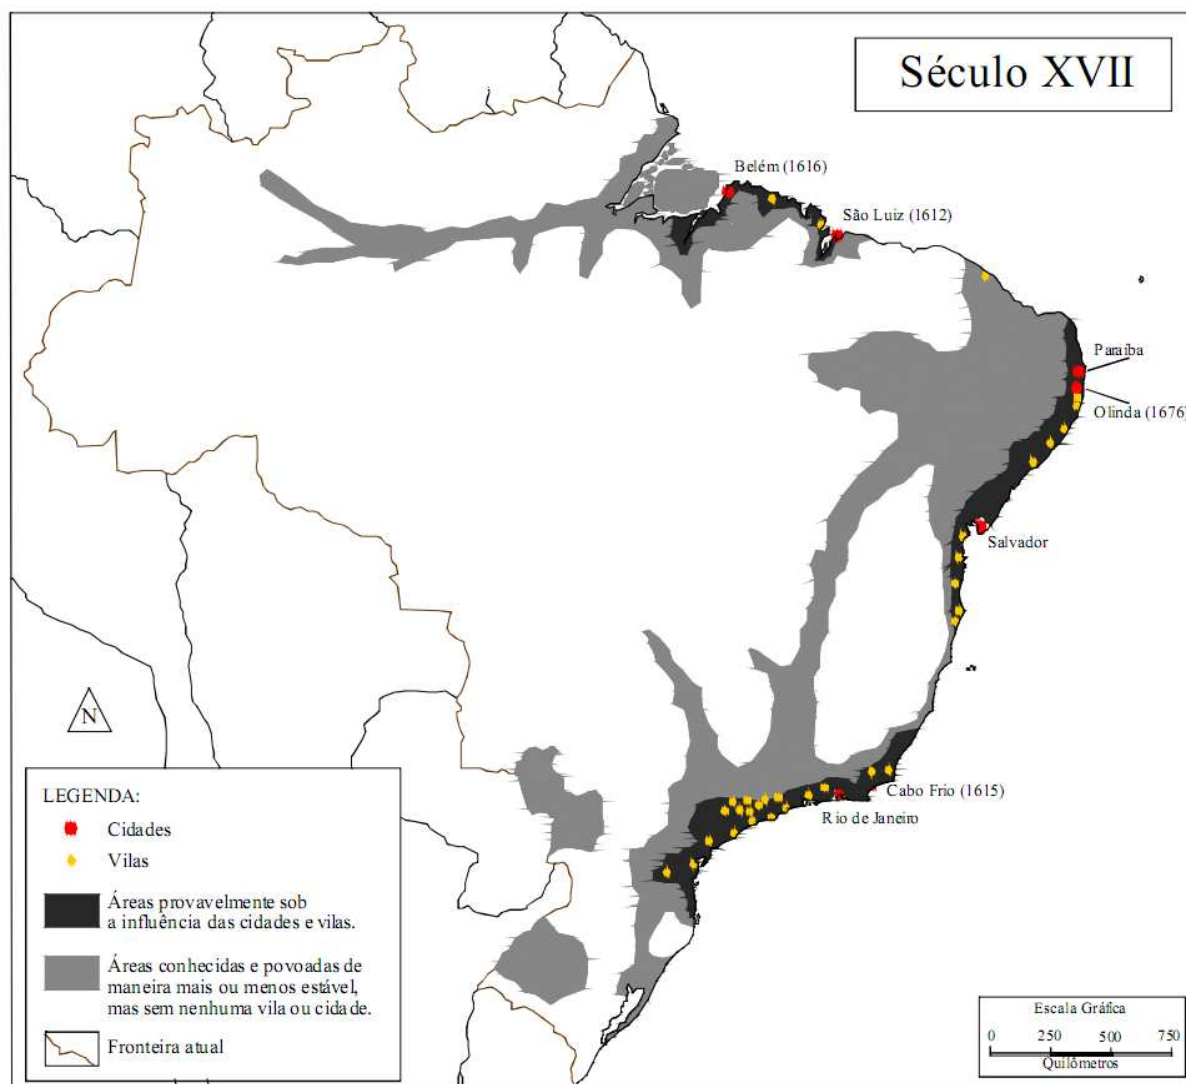 Século XVII
Belém (1616)
São Luiz (1612)
Paraíba
Olinda (1676)
Salvador
Cabo Frio (1615)
Rio de Janeiro
N
LEGENDA:
Cidades
Vilas
Áreas provavelmente sob
a influência das cidades e vilas.
Áreas conhecidas e povoadas de
maneira mais ou menos estável,
mas sem nenhuma vila ou cidade.
Fronteira atual
Escala Gráfica
0 250 500 750
Quilômetros